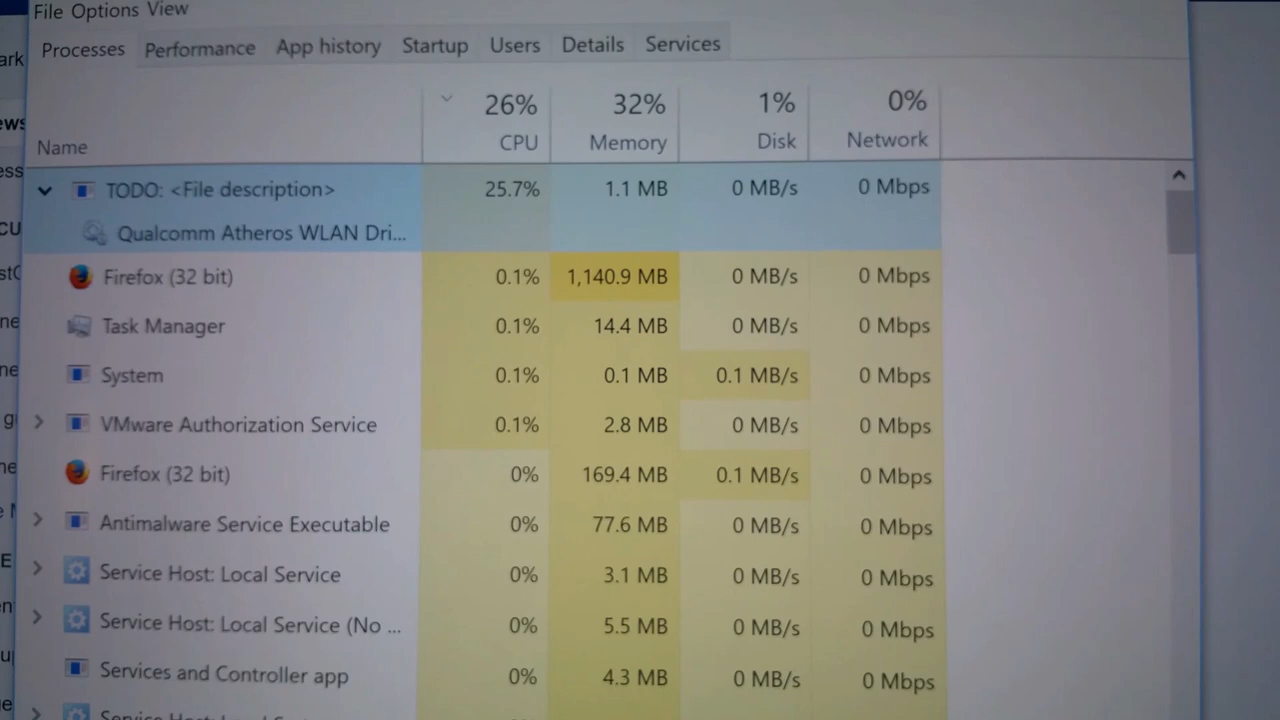 File Options View
Processes Performance App history Startup Users Details Services
26% 32% 1% 0%
Name CPU Memory Disk Network
TODO: <File description> 25.7% 1.1 MB 0 MB/s 0 Mbps
Qualcomm Atheros WLAN Dri...
Firefox (32 bit) 0.1% 1,140.9 MB 0 MB/s 0 Mbps
Task Manager 0.1% 14.4 MB 0 MB/s 0 Mbps
System 0.1% 0.1 MB 0.1 MB/s 0 Mbps
VMware Authorization Service 0.1% 2.8 MB 0 MB/s 0 Mbps
Firefox (32 bit) 0% 169.4 MB 0.1 MB/s 0 Mbps
Antimalware Service Executable 0% 77.6 MB 0 MB/s 0 Mbps
Service Host: Local Service 0% 3.1 MB 0 MB/s 0 Mbps
Service Host: Local Service (No ... 0% 5.5 MB 0 MB/s 0 Mbps
Services and Controller app 0% 4.3 MB 0 MB/s 0 Mbps